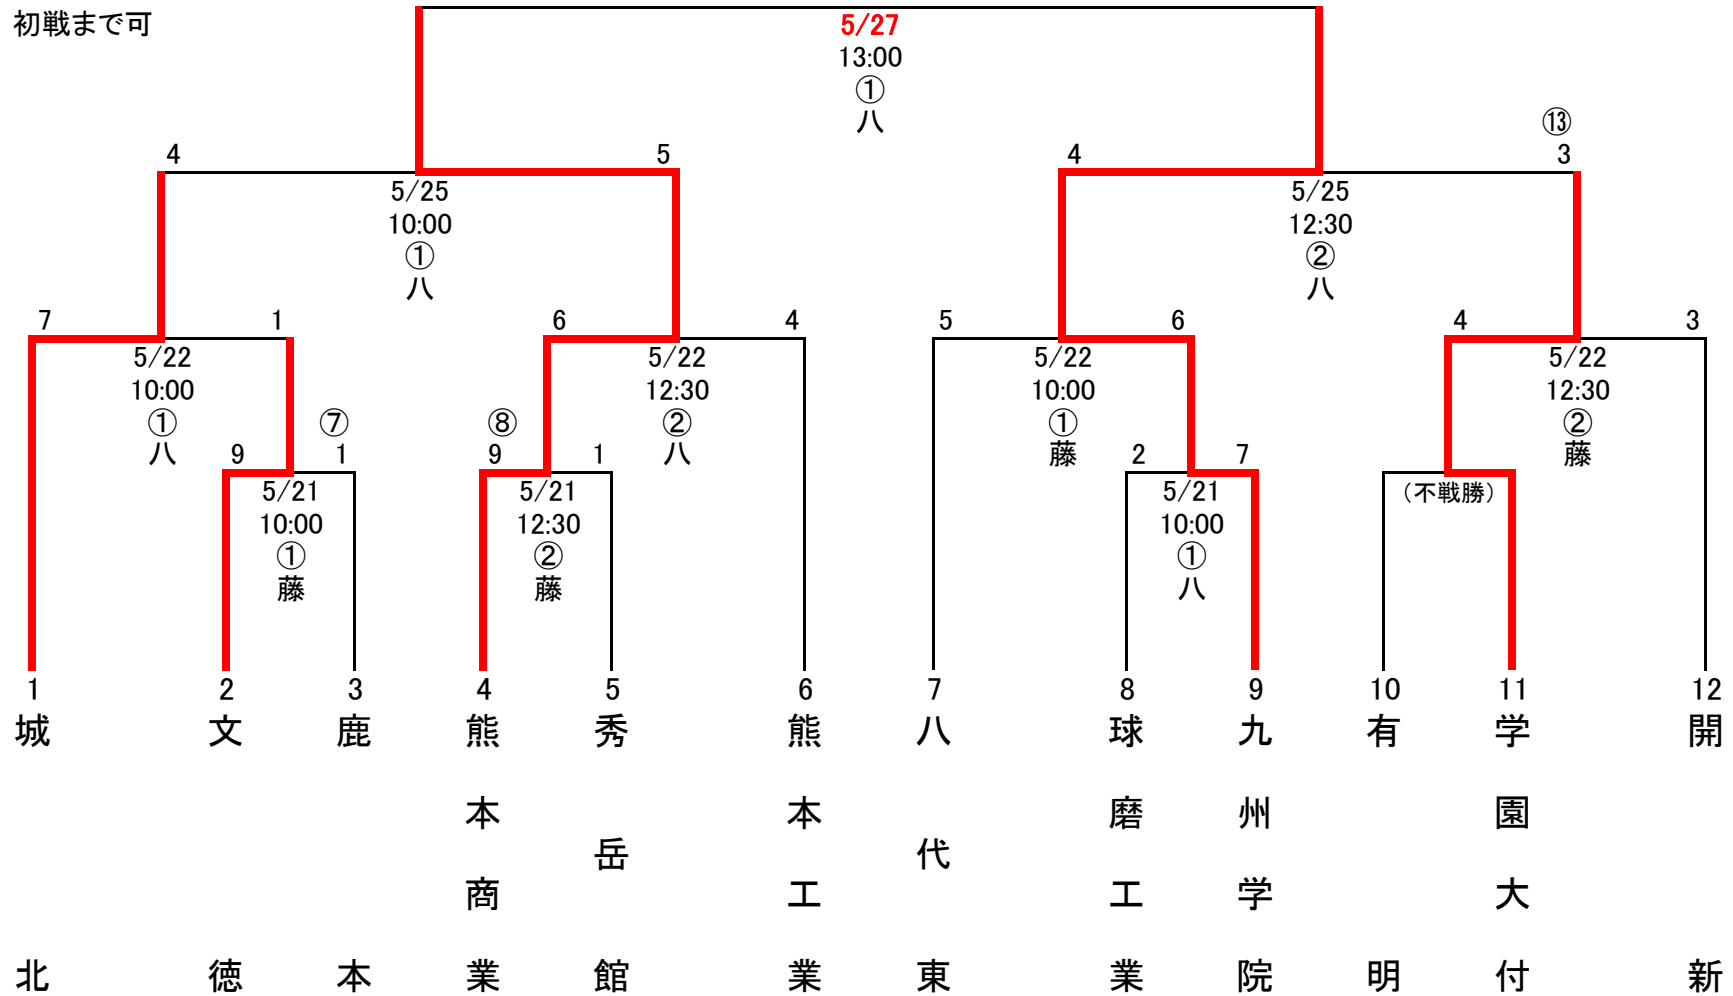 初戦まで可
5/27
13:00
①
八
⑬
4 5 4 3
5/25 5/25
10:00 12:30
① ②
八 八
7 1 6 4 5 6 4 3
5/22 5/22 5/22 5/22
10:00 12:30 10:00 12:30
① ② ① ②
八 八 藤 藤
⑦ ⑧
9 1 9 1 2 7
5/21 5/21 5/21 (不戦勝)
10:00 12:30 10:00
① ② ①
藤 藤 八
1 2 3 4 5 6 7 8 9 10 11 12
城北
文徳
鹿本
熊本商業
秀岳館
熊本工業
八代東
球磨工業
九州学院
有明
学園大付
開新